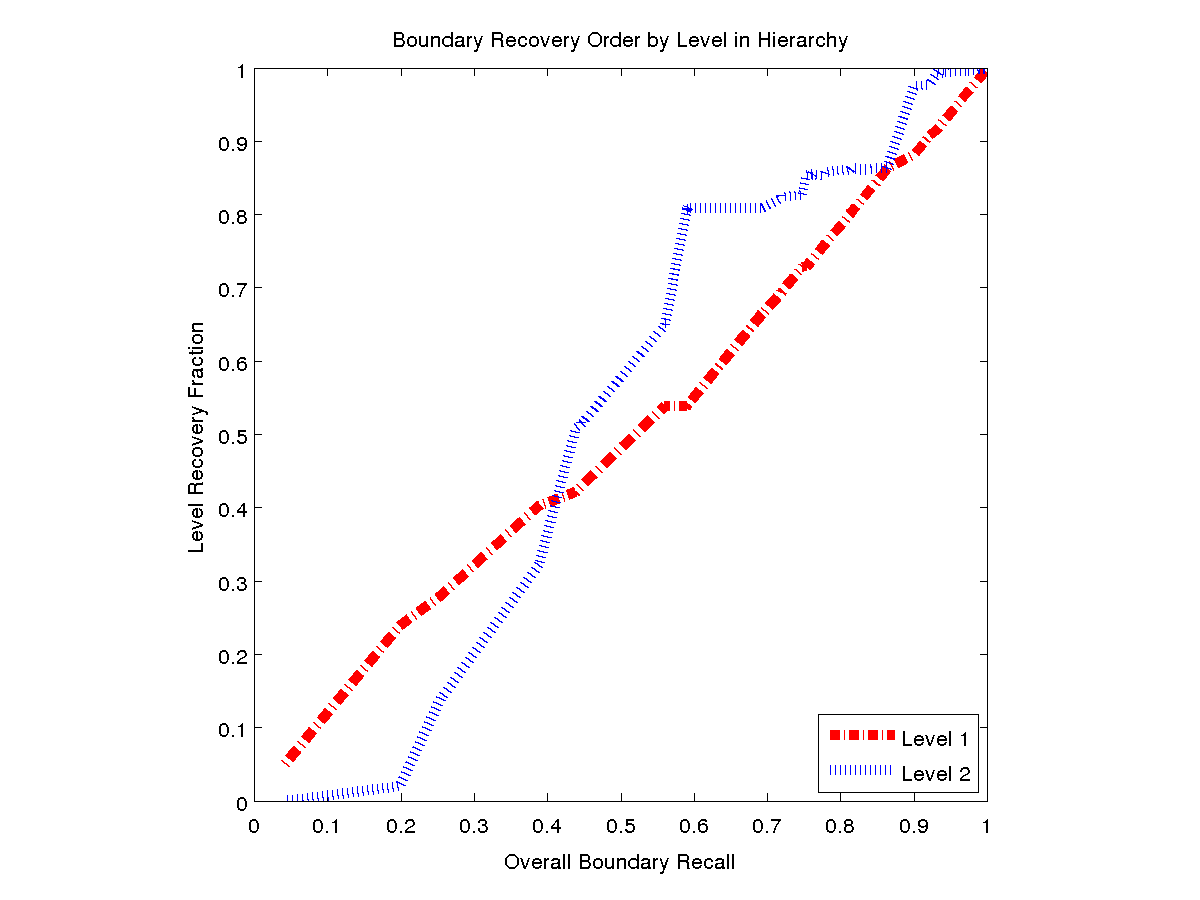 Boundary Recovery Order by Level in Hierarchy
1
0.9
0.8
0.7
0.6
0.5
0.4
0.3
0.2
0.1
0
Level Recovery Fraction
Level 1
Level 2
0 0.1 0.2 0.3 0.4 0.5 0.6 0.7 0.8 0.9 1
Overall Boundary Recall